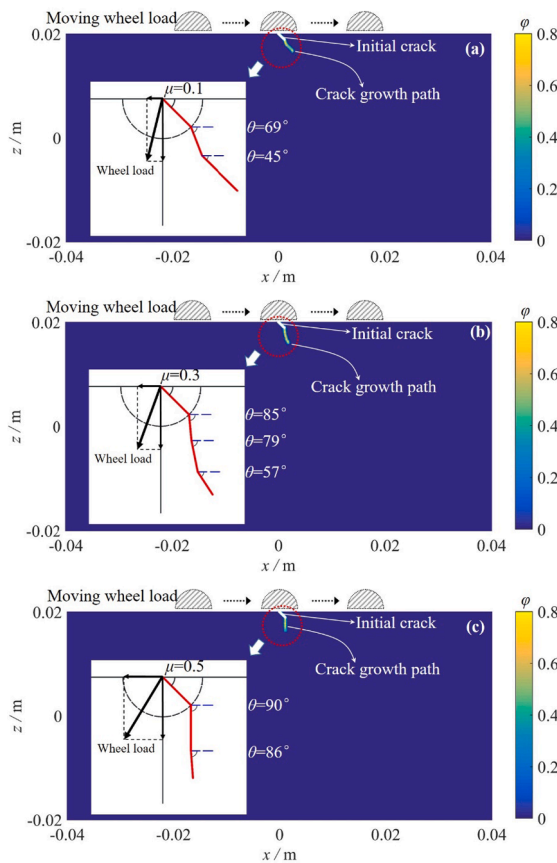 Moving wheel load
φ
0.02
Initial crack
(a)
0.8
Crack growth path
μ=0.1
0.6
z / m
0
θ=69°
θ=45°
0.4
Wheel load
0.2
-0.02
0
-0.04
-0.02
0
0.02
0.04
x / m
Moving wheel load
φ
0.02
Initial crack
(b)
0.8
Crack growth path
μ=0.3
0.6
z / m
0
θ=85°
θ=79°
0.4
Wheel load
θ=57°
0.2
-0.02
0
-0.04
-0.02
0
0.02
0.04
x / m
Moving wheel load
φ
0.02
Initial crack
(c)
0.8
Crack growth path
μ=0.5
0.6
z / m
0
θ=90°
0.4
Wheel load
θ=86°
0.2
-0.02
0
-0.04
-0.02
0
0.02
0.04
x / m